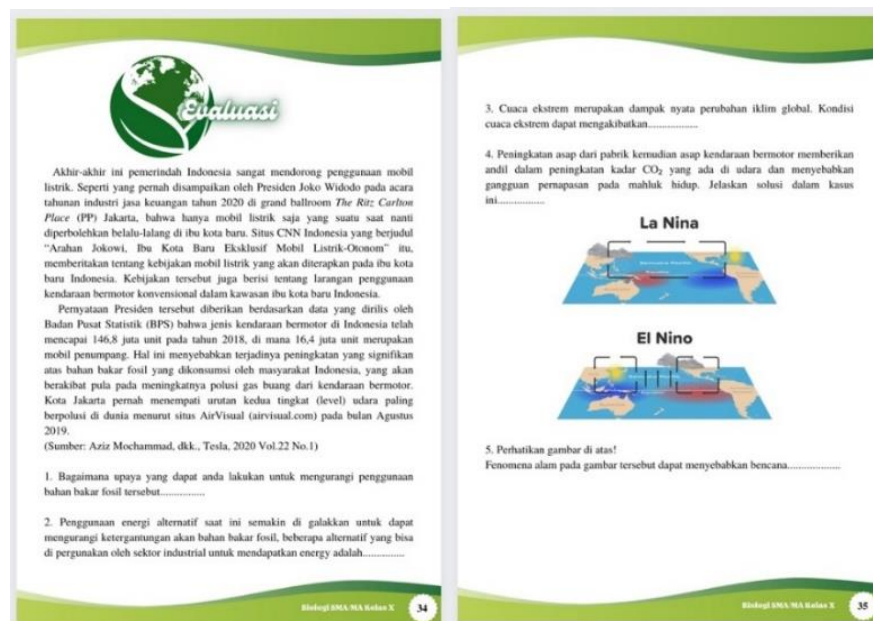 Evaluasi
Akhir-akhir ini pemerindah Indonesia sangat mendorong penggunaan mobil
listrik. Seperti yang pernah disampaikan oleh Presiden Joko Widodo pada acara
tahunan industri jasa keuangan tahun 2020 di grand ballroom The Ritz Carlton
Place (PP) Jakarta, bahwa hanya mobil listrik saja yang suatu saat nanti
diperbolehkan belalu-lalang di ibu kota baru. Situs CNN Indonesia yang berjudul
“Arahan Jokowi, Ibu Kota Baru Eksklusif Mobil Listrik-Otonom” itu,
memberitakan tentang kebijakan mobil listrik yang akan diterapkan pada ibu kota
baru Indonesia. Kebijakan tersebut juga berisi tentang larangan penggunaan
kendaraan bermotor konvensional dalam kawasan ibu kota baru Indonesia.
Pernyataan Presiden tersebut diberikan berdasarkan data yang dirilis oleh
Badan Pusat Statistik (BPS) bahwa jenis kendaraan bermotor di Indonesia telah
mencapai 146,8 juta unit pada tahun 2018, di mana 16,4 juta unit merupakan
mobil penumpang. Hal ini menyebabkan terjadinya peningkatan yang signifikan
atas bahan bakar fosil yang dikonsumsi oleh masyarakat Indonesia, yang akan
berakibat pula pada meningkatnya polusi gas buang dari kendaraan bermotor.
Kota Jakarta pernah menempati urutan kedua tingkat (level) udara paling
berpolusi di dunia menurut situs AirVisual (airvisual.com) pada bulan Agustus
2019.
(Sumber: Aziz Mochammad, dkk., Tesla, 2020 Vol.22 No.1)
1. Bagaimana upaya yang dapat anda lakukan untuk mengurangi penggunaan
bahan bakar fosil tersebut................
2. Penggunaan energi alternatif saat ini semakin di galakkan untuk dapat
mengurangi ketergantungan akan bahan bakar fosil, beberapa alternatif yang bisa
di pergunakan oleh sektor industrial untuk mendapatkan energy adalah...............
Biologi SMA/MA Kelas X 34
3. Cuaca ekstrem merupakan dampak nyata perubahan iklim global. Kondisi
cuaca ekstrem dapat mengakibatkan..................
4. Peningkatan asap dari pabrik kemudian asap kendaraan bermotor memberikan
andil dalam peningkatan kadar CO₂ yang ada di udara dan menyebabkan
gangguan pernapasan pada mahluk hidup. Jelaskan solusi dalam kasus
ini.................
La Nina
El Nino
5. Perhatikan gambar di atas!
Fenomena alam pada gambar tersebut dapat menyebabkan bencana...................
Biologi SMA/MA Kelas X 35